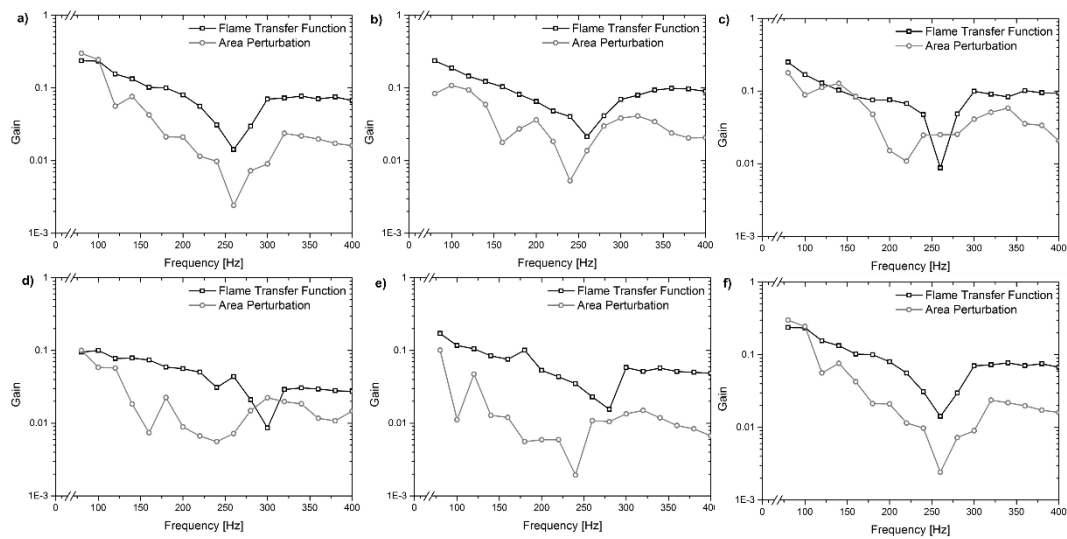 a)
Flame Transfer Function
Area Perturbation
1
0.1
0.01
1E-3
Gain
0 100 150 200 250 300 350 400
Frequency [Hz]
b)
Flame Transfer Function
Area Perturbation
1
0.1
0.01
1E-3
Gain
0 100 150 200 250 300 350 400
Frequency [Hz]
c)
Flame Transfer Function
Area Perturbation
1
0.1
0.01
1E-3
Gain
0 100 150 200 250 300 350 400
Frequency [Hz]
d)
Flame Transfer Function
Area Perturbation
1
0.1
0.01
1E-3
Gain
0 100 150 200 250 300 350 400
Frequency [Hz]
e)
Flame Transfer Function
Area Perturbation
1
0.1
0.01
1E-3
Gain
0 100 150 200 250 300 350 400
Frequency [Hz]
f)
Flame Transfer Function
Area Perturbation
1
0.1
0.01
1E-3
Gain
0 100 150 200 250 300 350 400
Frequency [Hz]